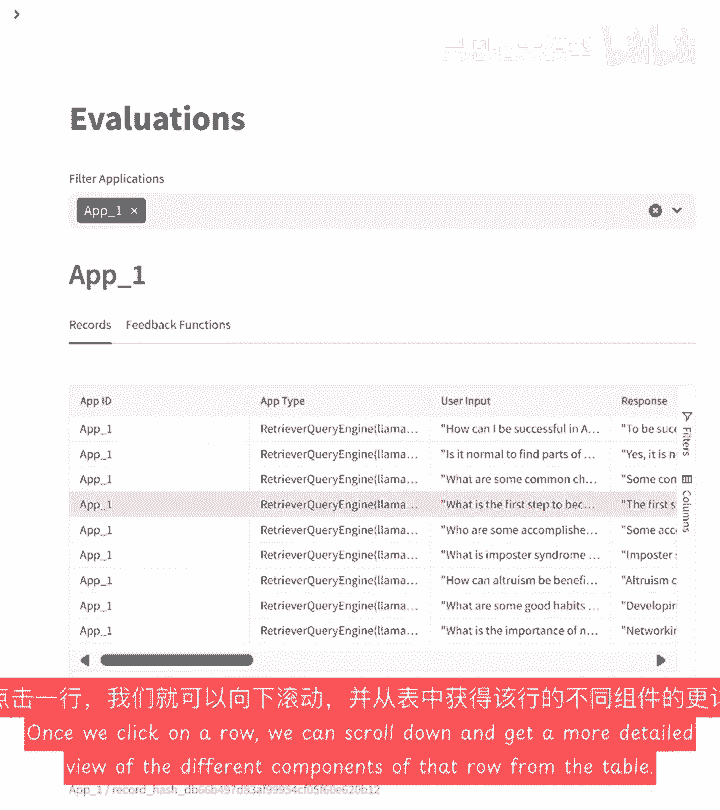 Evaluations
Filter Applications
App_1 ×
App_1
Records Feedback Functions
App ID App Type User Input Response
App_1 RetrieverQueryEngine(llama... "How can I be successful in A... "To be succ
App_1 RetrieverQueryEngine(llama... "Is it normal to find parts of ... "Yes, it is n
App_1 RetrieverQueryEngine(llama... "What are some common ch... "Some con
App_1 RetrieverQueryEngine(llama... "What is the first step to bec... "The first s
App_1 RetrieverQueryEngine(llama... "Who are some accomplishe... "Some acc
App_1 RetrieverQueryEngine(llama... "What is imposter syndrome ... "Imposter
App_1 RetrieverQueryEngine(llama... "How can altruism be benefi... "Altruism c
App_1 RetrieverQueryEngine(llama... "What are some good habits ... "Developin
App_1 RetrieverQueryEngine(llama... "What is the importance of n... "Networkin
Filters
Columns
点击一行，我们就可以向下滚动，并从表中获得该行的不同组件的更
Once we click on a row, we can scroll down and get a more detailed
view of the different components of that row from the table.